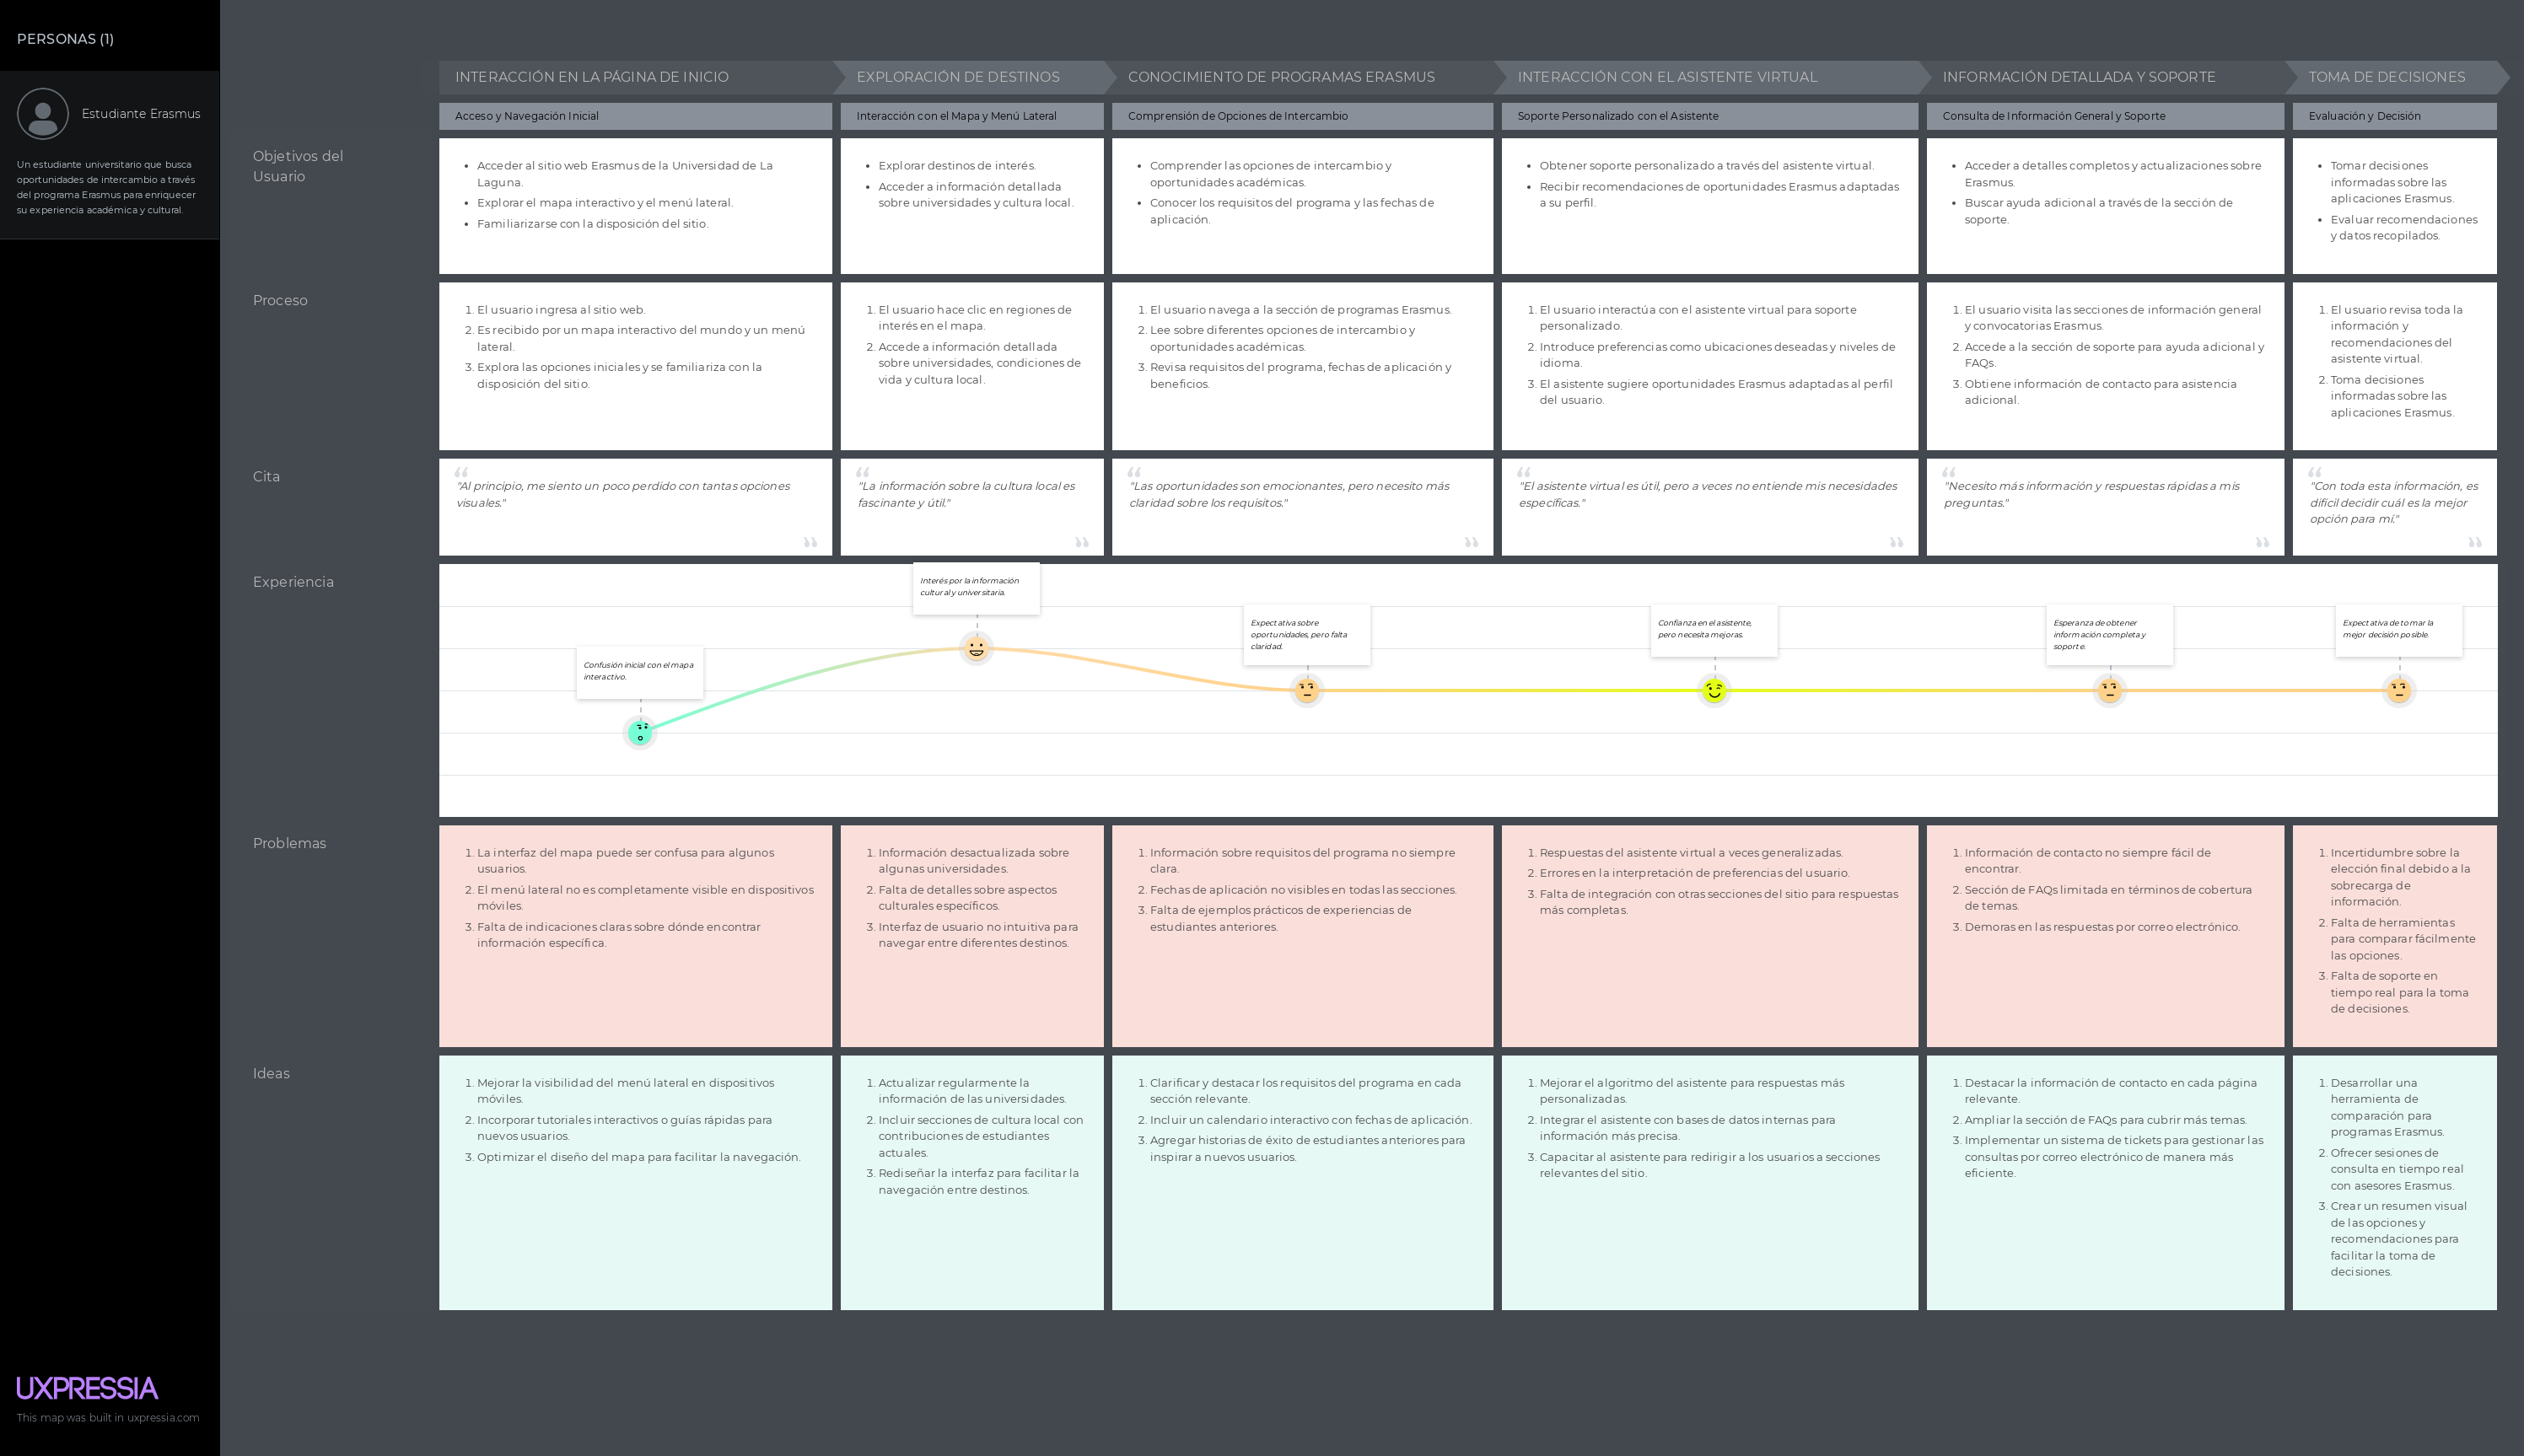 PERSONAS (1)
Estudiante Erasmus
Un estudiante universitario que busca
oportunidades de intercambio a través
del programa Erasmus para enriquecer
su experiencia académica y cultural.
INTERACCIÓN EN LA PÁGINA DE INICIO
EXPLORACIÓN DE DESTINOS
CONOCIMIENTO DE PROGRAMAS ERASMUS
INTERACCIÓN CON EL ASISTENTE VIRTUAL
INFORMACIÓN DETALLADA Y SOPORTE
TOMA DE DECISIONES
Acceso y Navegación Inicial
Interacción con el Mapa y Menú Lateral
Comprensión de Opciones de Intercambio
Soporte Personalizado con el Asistente
Consulta de Información General y Soporte
Evaluación y Decisión
Objetivos del
Usuario
• Acceder al sitio web Erasmus de la Universidad de La
Laguna.
• Explorar el mapa interactivo y el menú lateral.
• Familiarizarse con la disposición del sitio.
• Explorar destinos de interés.
• Acceder a información detallada
sobre universidades y cultura local.
• Comprender las opciones de intercambio y
oportunidades académicas.
• Conocer los requisitos del programa y las fechas de
aplicación.
• Obtener soporte personalizado a través del asistente virtual.
• Recibir recomendaciones de oportunidades Erasmus adaptadas
a su perfil.
• Acceder a detalles completos y actualizaciones sobre
Erasmus.
• Buscar ayuda adicional a través de la sección de
soporte.
• Tomar decisiones
informadas sobre las
aplicaciones Erasmus.
• Evaluar recomendaciones
y datos recopilados.
Proceso
1. El usuario ingresa al sitio web.
2. Es recibido por un mapa interactivo del mundo y un menú
lateral.
3. Explora las opciones iniciales y se familiariza con la
disposición del sitio.
1. El usuario hace clic en regiones de
interés en el mapa.
2. Accede a información detallada
sobre universidades, condiciones de
vida y cultura local.
1. El usuario navega a la sección de programas Erasmus.
2. Lee sobre diferentes opciones de intercambio y
oportunidades académicas.
3. Revisa requisitos del programa, fechas de aplicación y
beneficios.
1. El usuario interactúa con el asistente virtual para soporte
personalizado.
2. Introduce preferencias como ubicaciones deseadas y niveles de
idioma.
3. El asistente sugiere oportunidades Erasmus adaptadas al perfil
del usuario.
1. El usuario visita las secciones de información general
y convocatorias Erasmus.
2. Accede a la sección de soporte para ayuda adicional y
FAQs.
3. Obtiene información de contacto para asistencia
adicional.
1. El usuario revisa toda la
información y
recomendaciones del
asistente virtual.
2. Toma decisiones
informadas sobre las
aplicaciones Erasmus.
Cita
"Al principio, me siento un poco perdido con tantas opciones
visuales."
"La información sobre la cultura local es
fascinante y útil."
"Las oportunidades son emocionantes, pero necesito más
claridad sobre los requisitos."
"El asistente virtual es útil, pero a veces no entiende mis necesidades
específicas."
"Necesito más información y respuestas rápidas a mis
preguntas."
"Con toda esta información, es
difícil decidir cuál es la mejor
opción para mí."
Experiencia
Confusión inicial con el mapa
interactivo.
Interés por la información
cultural y universitaria.
Expectativa sobre
oportunidades, pero falta
claridad.
Confianza en el asistente,
pero necesita mejoras.
Esperanza de obtener
información completa y
soporte.
Expectativa de tomar la
mejor decisión posible.
Problemas
1. La interfaz del mapa puede ser confusa para algunos
usuarios.
2. El menú lateral no es completamente visible en dispositivos
móviles.
3. Falta de indicaciones claras sobre dónde encontrar
información específica.
1. Información desactualizada sobre
algunas universidades.
2. Falta de detalles sobre aspectos
culturales específicos.
3. Interfaz de usuario no intuitiva para
navegar entre diferentes destinos.
1. Información sobre requisitos del programa no siempre
clara.
2. Fechas de aplicación no visibles en todas las secciones.
3. Falta de ejemplos prácticos de experiencias de
estudiantes anteriores.
1. Respuestas del asistente virtual a veces generalizadas.
2. Errores en la interpretación de preferencias del usuario.
3. Falta de integración con otras secciones del sitio para respuestas
más completas.
1. Información de contacto no siempre fácil de
encontrar.
2. Sección de FAQs limitada en términos de cobertura
de temas.
3. Demoras en las respuestas por correo electrónico.
1. Incertidumbre sobre la
elección final debido a la
sobrecarga de
información.
2. Falta de herramientas
para comparar fácilmente
las opciones.
3. Falta de soporte en
tiempo real para la toma
de decisiones.
Ideas
1. Mejorar la visibilidad del menú lateral en dispositivos
móviles.
2. Incorporar tutoriales interactivos o guías rápidas para
nuevos usuarios.
3. Optimizar el diseño del mapa para facilitar la navegación.
1. Actualizar regularmente la
información de las universidades.
2. Incluir secciones de cultura local con
contribuciones de estudiantes
actuales.
3. Rediseñar la interfaz para facilitar la
navegación entre destinos.
1. Clarificar y destacar los requisitos del programa en cada
sección relevante.
2. Incluir un calendario interactivo con fechas de aplicación.
3. Agregar historias de éxito de estudiantes anteriores para
inspirar a nuevos usuarios.
1. Mejorar el algoritmo del asistente para respuestas más
personalizadas.
2. Integrar el asistente con bases de datos internas para
información más precisa.
3. Capacitar al asistente para redirigir a los usuarios a secciones
relevantes del sitio.
1. Destacar la información de contacto en cada página
relevante.
2. Ampliar la sección de FAQs para cubrir más temas.
3. Implementar un sistema de tickets para gestionar las
consultas por correo electrónico de manera más
eficiente.
1. Desarrollar una
herramienta de
comparación para
programas Erasmus.
2. Ofrecer sesiones de
consulta en tiempo real
con asesores Erasmus.
3. Crear un resumen visual
de las opciones y
recomendaciones para
facilitar la toma de
decisiones.
UXPRESSIA
This map was built in uxpressia.com